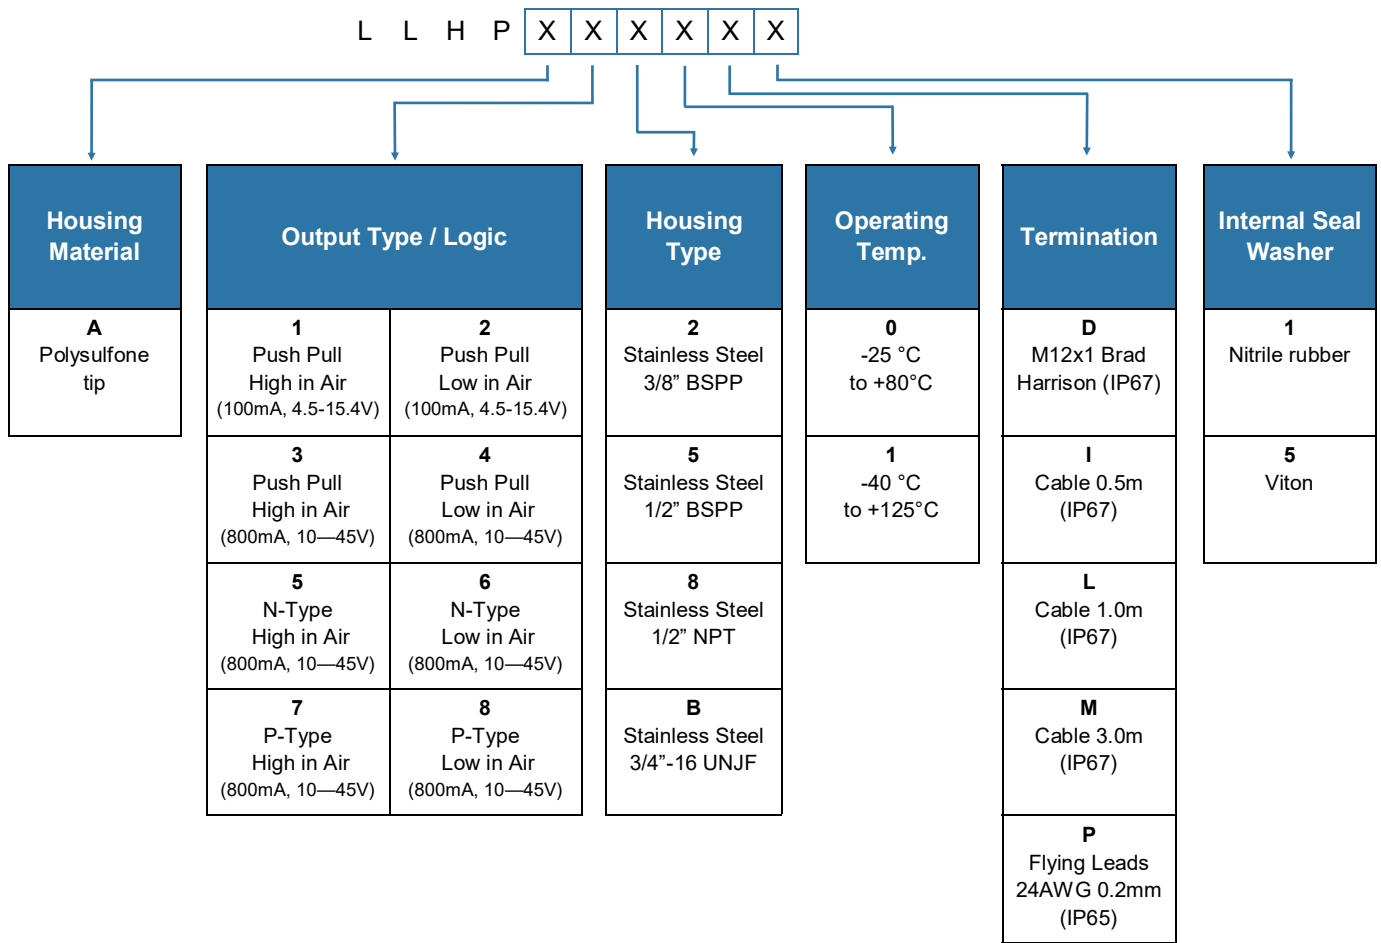 L L H P X X X X X X
Housing
Material
A
Polysulfone
tip
Output Type / Logic
1
Push Pull
High in Air
(100mA, 4.5-15.4V)
2
Push Pull
Low in Air
(100mA, 4.5-15.4V)
3
Push Pull
High in Air
(800mA, 10—45V)
4
Push Pull
Low in Air
(800mA, 10—45V)
5
N-Type
High in Air
(800mA, 10—45V)
6
N-Type
Low in Air
(800mA, 10—45V)
7
P-Type
High in Air
(800mA, 10—45V)
8
P-Type
Low in Air
(800mA, 10—45V)
Housing
Type
2
Stainless Steel
3/8” BSPP
5
Stainless Steel
1/2” BSPP
8
Stainless Steel
1/2” NPT
B
Stainless Steel
3/4”-16 UNJF
Operating
Temp.
0
-25 °C
to +80°C
1
-40 °C
to +125°C
Termination
D
M12x1 Brad
Harrison (IP67)
I
Cable 0.5m
(IP67)
L
Cable 1.0m
(IP67)
M
Cable 3.0m
(IP67)
P
Flying Leads
24AWG 0.2mm
(IP65)
Internal Seal
Washer
1
Nitrile rubber
5
Viton